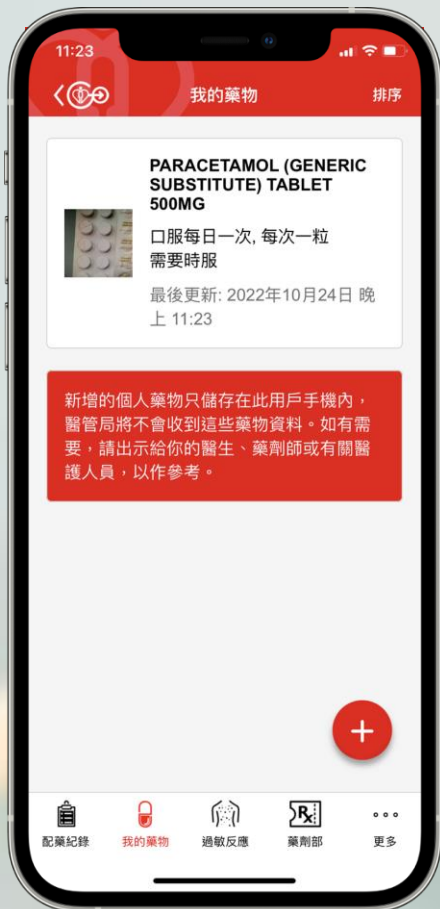 11:23
我的藥物
排序
PARACETAMOL (GENERIC
SUBSTITUTE) TABLET
500MG
口服每日一次, 每次一粒
需要時服
最後更新: 2022年10月24日 晚
上 11:23
新增的個人藥物只儲存在此用戶手機內，
醫管局將不會收到這些藥物資料。如有需
要，請出示給你的醫生、藥劑師或有關醫
護人員，以作參考。
配藥紀錄
我的藥物
過敏反應
Rx
藥劑部
更多